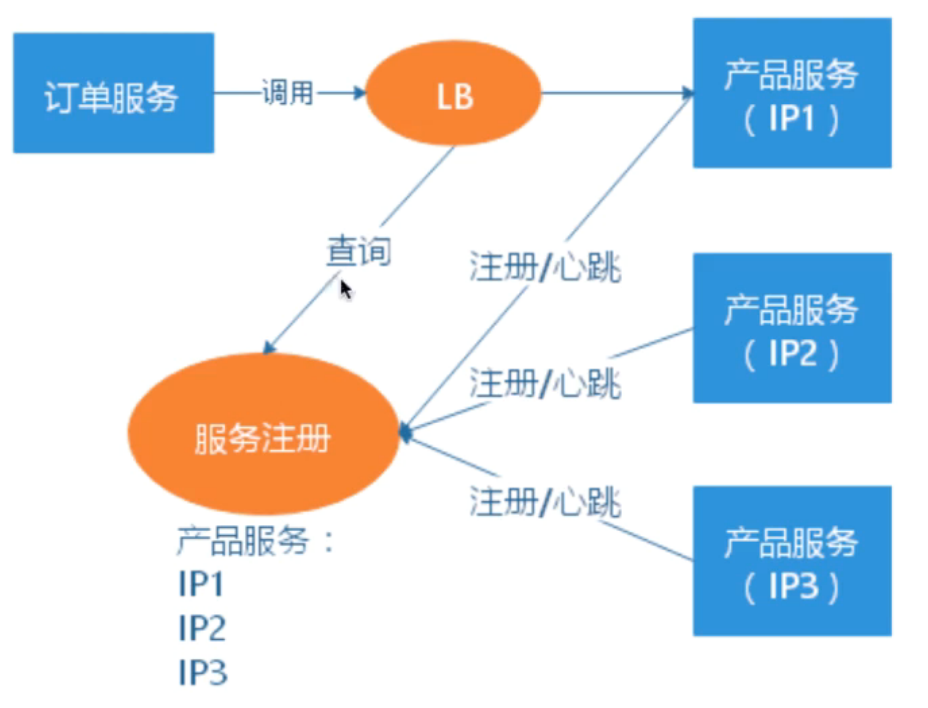 订单服务
调用
LB
产品服务
（ IP1 ）
查询
注册/心跳
产品服务
（ IP2 ）
注册/心跳
服务注册
注册/心跳
产品服务：
IP1
IP2
IP3
产品服务
（ IP3 ）